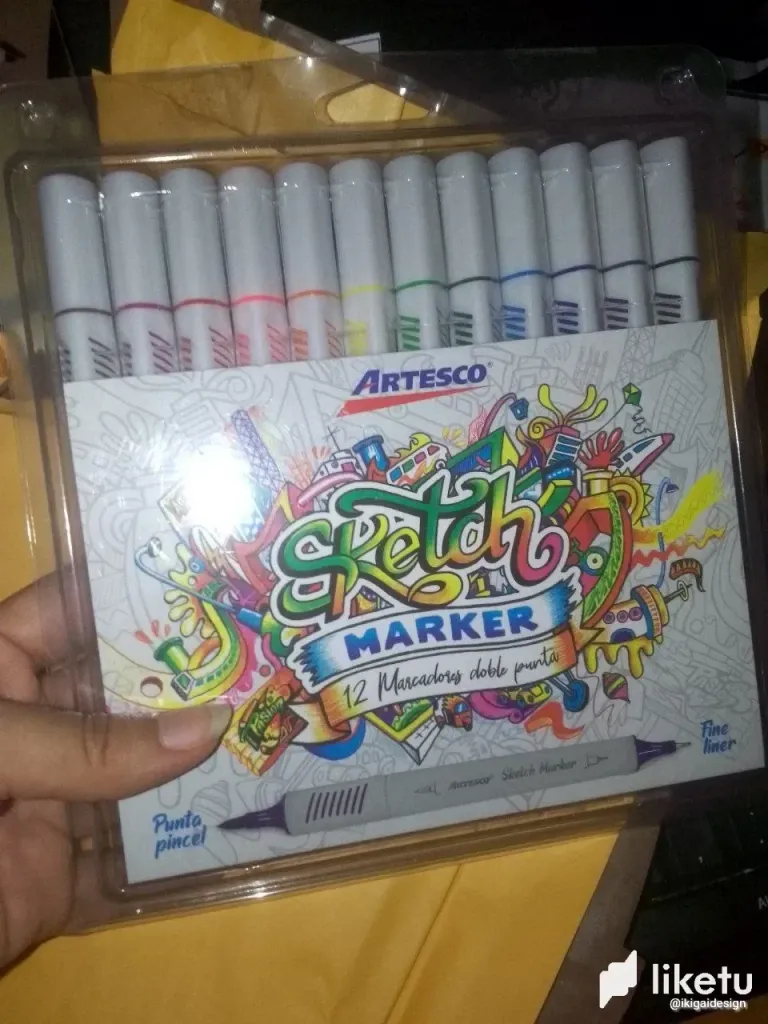 ARTESCO®
Sketch
MARKER
12 Marcadores doble punta
Fine
liner
ARTESCO Sketch Marker
Punta
pincel
liketu
@ikigaidesign